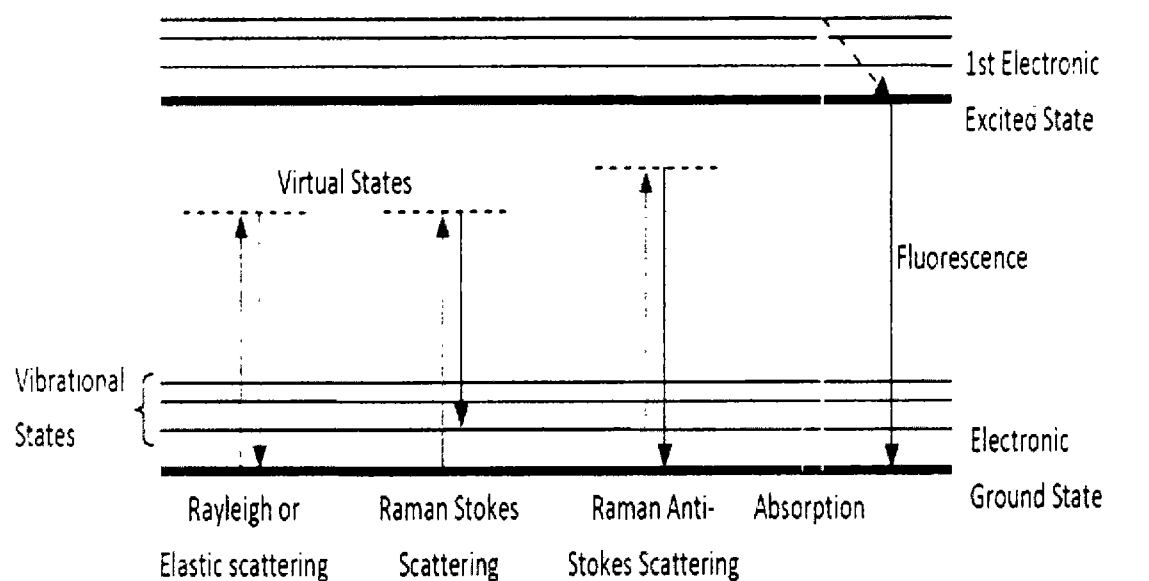 1st Electronic
Excited State
Virtual States
Fluorescence
Vibrational
States
Electronic
Ground State
Rayleigh or
Elastic scattering
Raman Stokes
Scattering
Raman Anti-
Stokes Scattering
Absorption